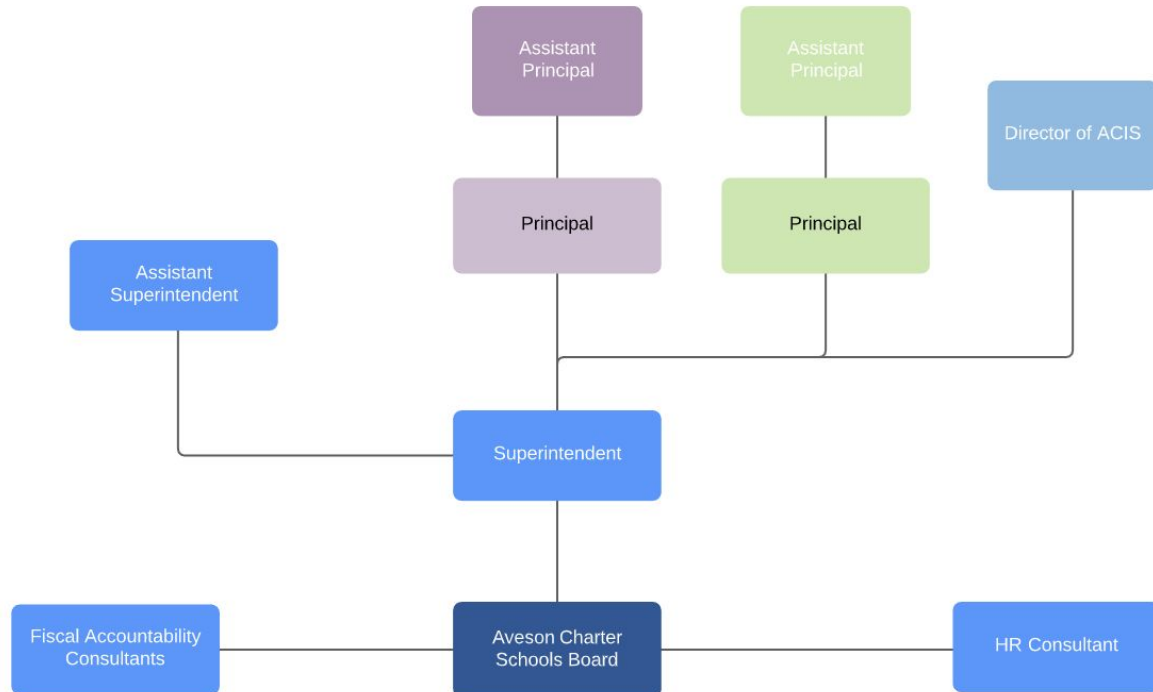 Assistant
Principal
Assistant
Principal
Director of ACIS
Principal
Principal
Assistant
Superintendent
Superintendent
Fiscal Accountability
Consultants
Aveson Charter
Schools Board
HR Consultant